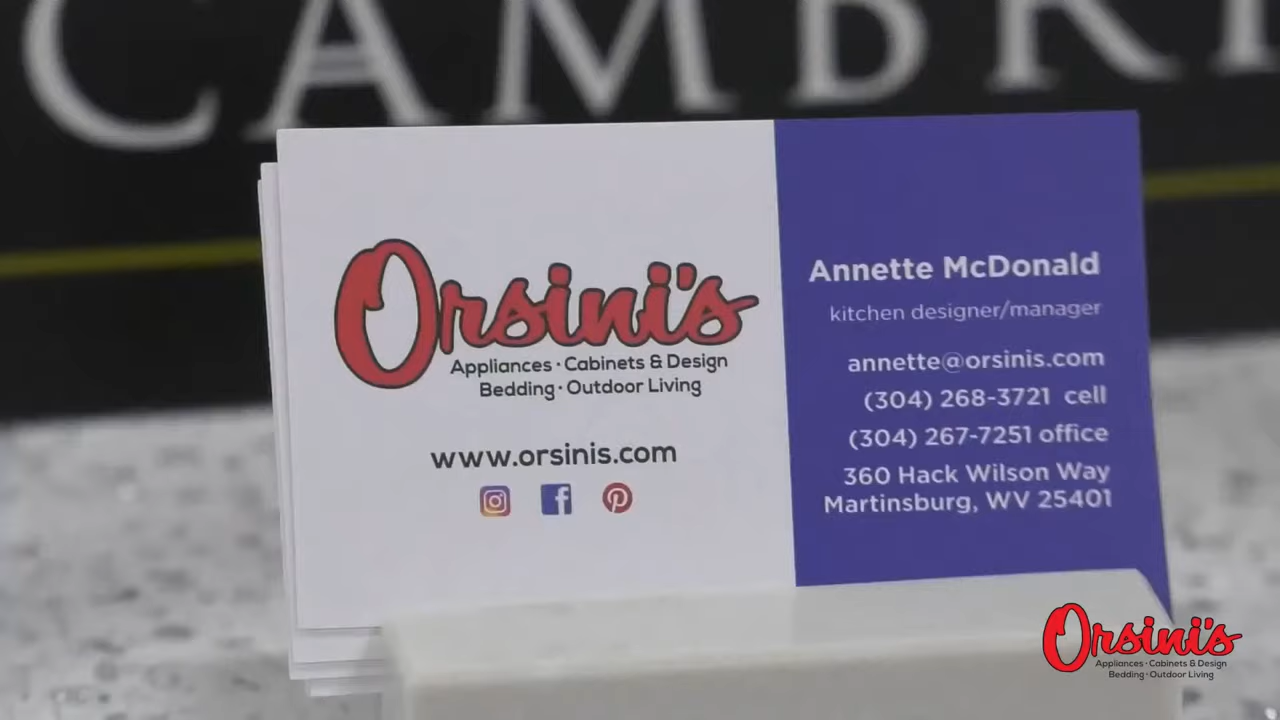 CAMBR
Orsini's
Appliances · Cabinets & Design
Bedding · Outdoor Living
www.orsinis.com
Annette McDonald
kitchen designer/manager
annette@orsinis.com
(304) 268-3721 cell
(304) 267-7251 office
360 Hack Wilson Way
Martinsburg, WV 25401
Orsini's
Appliances · Cabinets & Design
Bedding · Outdoor Living